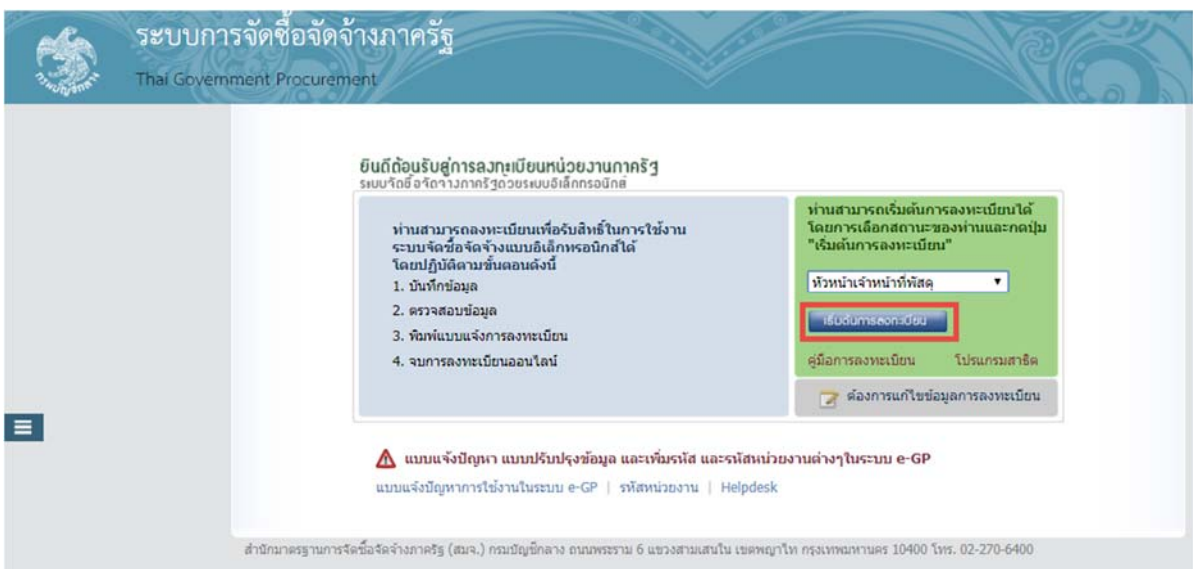 ระบบการจัดซื้อจัดจ้างภาครัฐ
Thai Government Procurement
กรมบัญชีกลาง
ยินดีต้อนรับสู่การลงทะเบียนหน่วยงานภาครัฐ
ระบบจัดซื้อจัดจ้างภาครัฐด้วยระบบอิเล็กทรอนิกส์
ท่านสามารถลงทะเบียนเพื่อรับสิทธิ์ในการใช้งาน
ระบบจัดซื้อจัดจ้างแบบอิเล็กทรอนิกส์ได้
โดยปฏิบัติตามขั้นตอนดังนี้
1. บันทึกข้อมูล
2. ตรวจสอบข้อมูล
3. พิมพ์แบบแจ้งการลงทะเบียน
4. จบการลงทะเบียนออนไลน์
ท่านสามารถเริ่มต้นการลงทะเบียนได้
โดยการเลือกสถานะของท่านและกดปุ่ม
"เริ่มต้นการลงทะเบียน"
หัวหน้าเจ้าหน้าที่พัสดุ
เริ่มต้นการลงทะเบียน
คู่มือการลงทะเบียน โปรแกรมสาธิต
ต้องการแก้ไขข้อมูลการลงทะเบียน
แบบแจ้งปัญหา แบบปรับปรุงข้อมูล และเพิ่มรหัส และรหัสหน่วยงานต่างๆในระบบ e-GP
แบบแจ้งปัญหาการใช้งานในระบบ e-GP | รหัสหน่วยงาน | Helpdesk
สำนักมาตรฐานการจัดซื้อจัดจ้างภาครัฐ (สมจ.) กรมบัญชีกลาง ถนนพระราม 6 แขวงสามเสนใน เขตพญาไท กรุงเทพมหานคร 10400 โทร. 02-270-6400